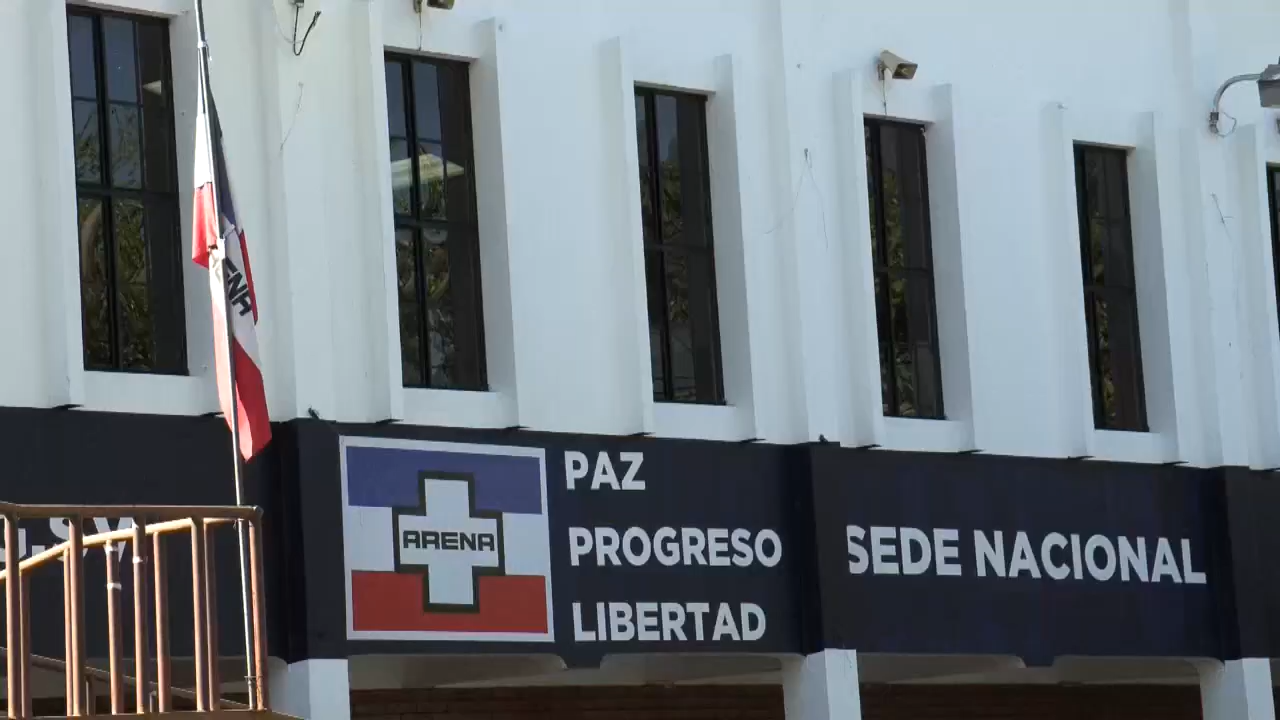 ARENA
PAZ
PROGRESO
LIBERTAD
SEDE NACIONAL